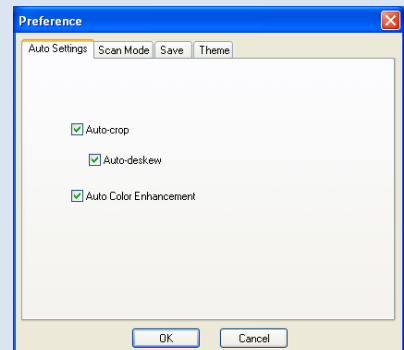 Preference
Auto Settings Scan Mode Save Theme
Auto-crop
Auto-deskew
Auto Color Enhancement
OK Cancel